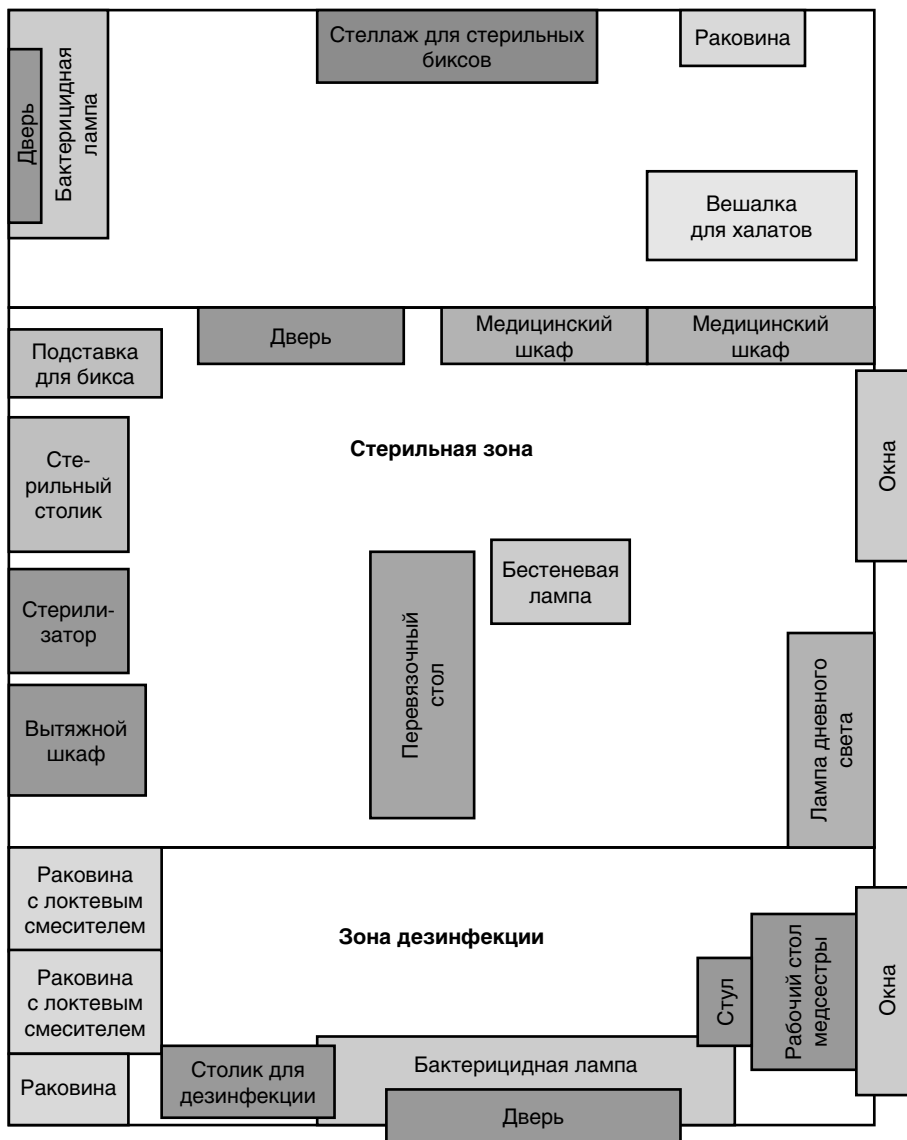 Дверь
Бактерицидная
лампа
Стеллаж для стерильных
биксов
Раковина
Вешалка
для халатов
Дверь
Медицинский
шкаф
Медицинский
шкаф
Подставка
для бикса
Окна
Стерильная зона
Сте-
рильный
столик
Бестеневая
лампа
Стерили-
затор
Перевязочный
стол
Вытяжной
шкаф
Лампа дневного
света
Раковина
с локтевым
смесителем
Зона дезинфекции
Раковина
с локтевым
смесителем
Стул
Рабочий стол
медсестры
Окна
Раковина
Столик для
дезинфекции
Бактерицидная лампа
Дверь